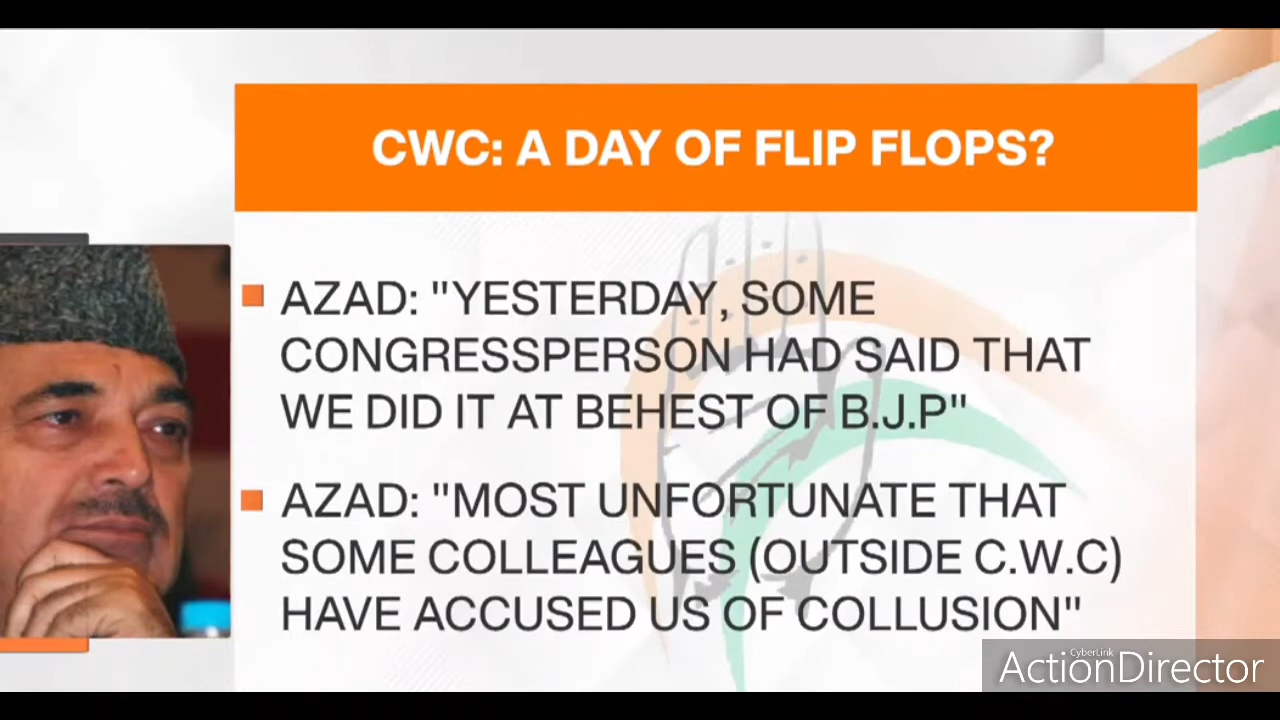 CWC: A DAY OF FLIP FLOPS?
AZAD: "YESTERDAY, SOME
CONGRESSPERSON HAD SAID THAT
WE DID IT AT BEHEST OF B.J.P"
AZAD: "MOST UNFORTUNATE THAT
SOME COLLEAGUES (OUTSIDE C.W.C)
HAVE ACCUSED US OF COLLUSION"
CyberLink
ActionDirector